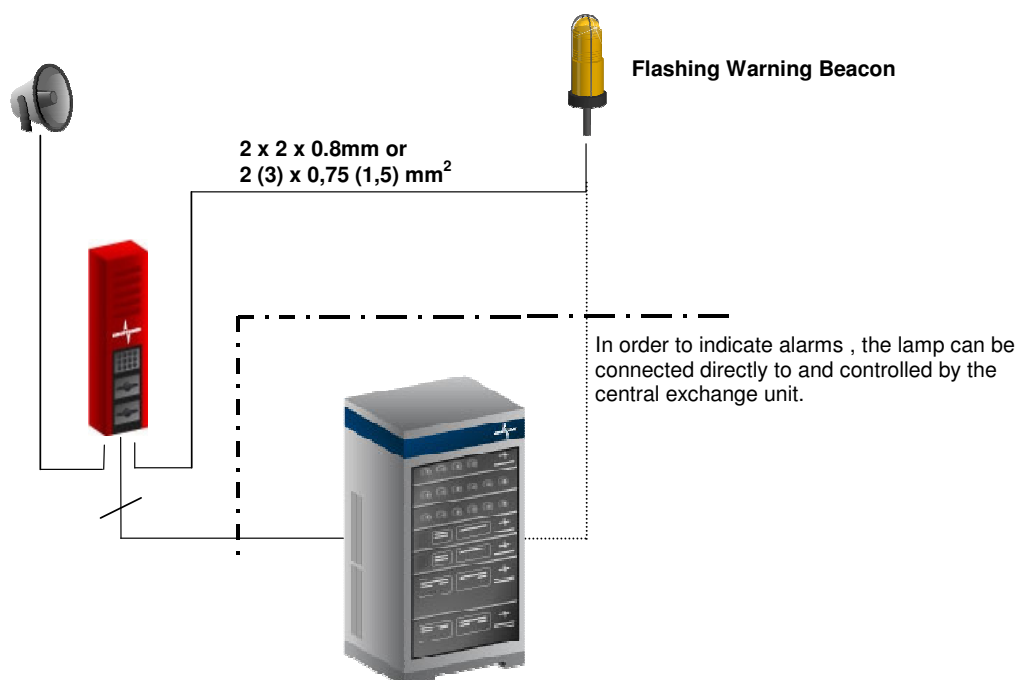 Flashing Warning Beacon
2 x 2 x 0.8mm or
2 (3) x 0,75 (1,5) mm²
In order to indicate alarms , the lamp can be
connected directly to and controlled by the
central exchange unit.